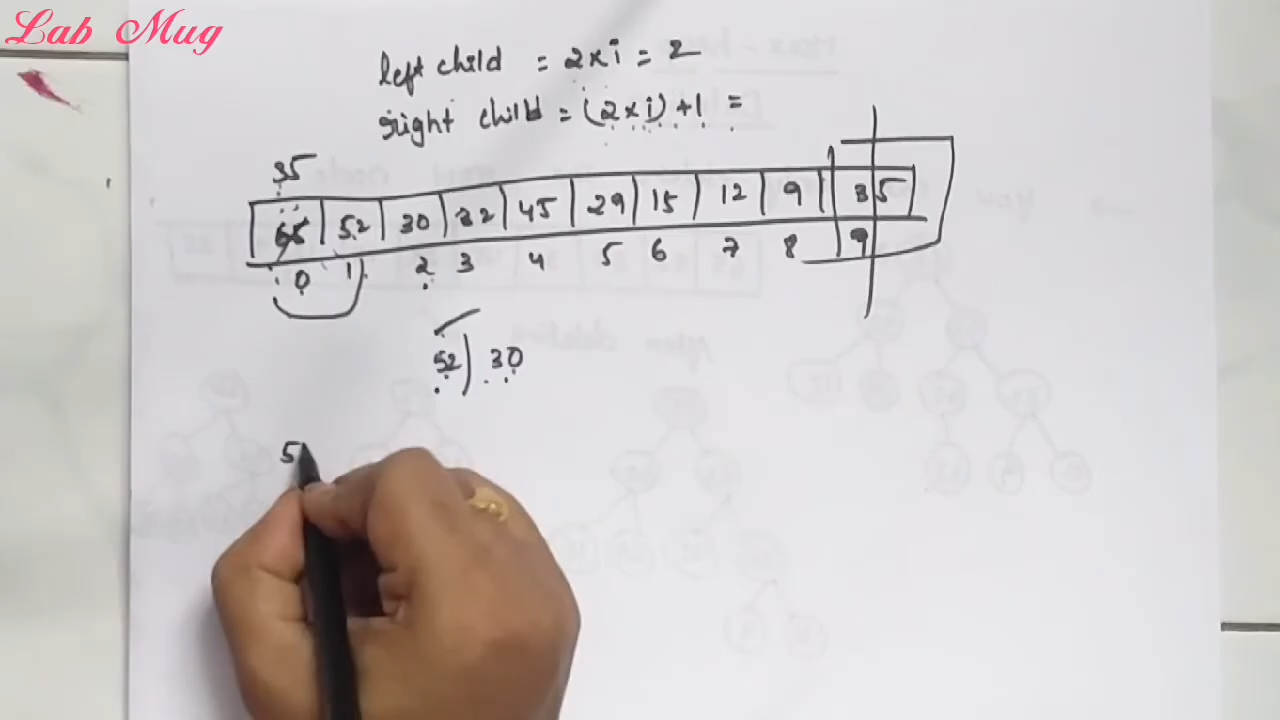 Lab Mug
left child = 2 x i = 2
right child = (2 x i) + 1 =
35
65 52 30 32 45 29 15 12 9 35
0 1 2 3 4 5 6 7 8 9
52 30
5